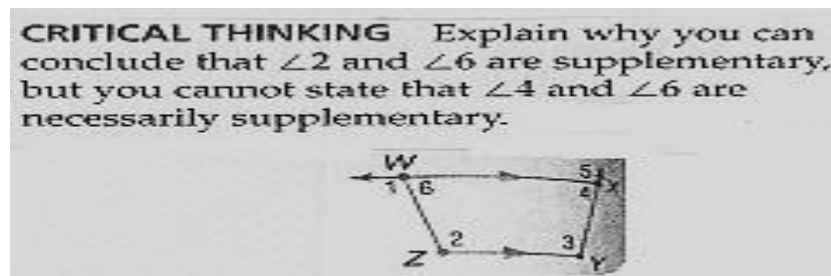 CRITICAL THINKING Explain why you can
conclude that ∠2 and ∠6 are supplementary,
but you cannot state that ∠4 and ∠6 are
necessarily supplementary.
W 5
1 6 4 X
2 3
Z Y